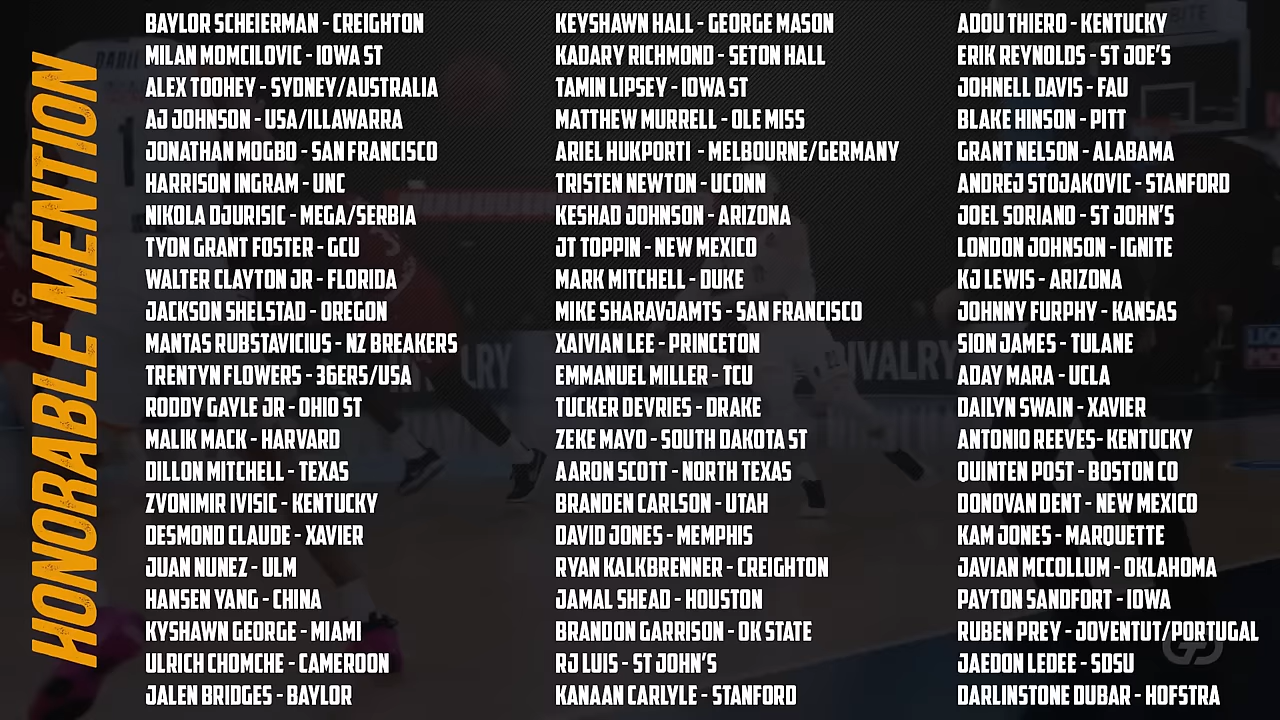 HONORABLE MENTION
BAYLOR SCHEIERMAN - CREIGHTON
MILAN MOMCILOVIC - IOWA ST
ALEX TOOHEY - SYDNEY/AUSTRALIA
AJ JOHNSON - USA/ILLAWARRA
JONATHAN MOGBO - SAN FRANCISCO
HARRISON INGRAM - UNC
NIKOLA DJURISIC - MEGA/SERBIA
TYON GRANT FOSTER - GCU
WALTER CLAYTON JR - FLORIDA
JACKSON SHELSTAD - OREGON
MANTAS RUBSTAVICIUS - NZ BREAKERS
TRENTYN FLOWERS - 36ERS/USA
RODDY GAYLE JR - OHIO ST
MALIK MACK - HARVARD
DILLON MITCHELL - TEXAS
ZVONIMIR IVISIC - KENTUCKY
DESMOND CLAUDE - XAVIER
JUAN NUNEZ - ULM
HANSEN YANG - CHINA
KYSHAWN GEORGE - MIAMI
ULRICH CHOMCHE - CAMEROON
JALEN BRIDGES - BAYLOR
KEYSHAWN HALL - GEORGE MASON
KADARY RICHMOND - SETON HALL
TAMIN LIPSEY - IOWA ST
MATTHEW MURRELL - OLE MISS
ARIEL HUKPORTI - MELBOURNE/GERMANY
TRISTEN NEWTON - UCONN
KESHAD JOHNSON - ARIZONA
JT TOPPIN - NEW MEXICO
MARK MITCHELL - DUKE
MIKE SHARAVJAMTS - SAN FRANCISCO
XAIVIAN LEE - PRINCETON
EMMANUEL MILLER - TCU
TUCKER DEVRIES - DRAKE
ZEKE MAYO - SOUTH DAKOTA ST
AARON SCOTT - NORTH TEXAS
BRANDEN CARLSON - UTAH
DAVID JONES - MEMPHIS
RYAN KALKBRENNER - CREIGHTON
JAMAL SHEAD - HOUSTON
BRANDON GARRISON - OK STATE
RJ LUIS - ST JOHN'S
KANAAN CARLYLE - STANFORD
ADOU THIERO - KENTUCKY
ERIK REYNOLDS - ST JOE'S
JOHNELL DAVIS - FAU
BLAKE HINSON - PITT
GRANT NELSON - ALABAMA
ANDREJ STOJAKOVIC - STANFORD
JOEL SORIANO - ST JOHN'S
LONDON JOHNSON - IGNITE
KJ LEWIS - ARIZONA
JOHNNY FURPHY - KANSAS
SION JAMES - TULANE
ADAY MARA - UCLA
DAILYN SWAIN - XAVIER
ANTONIO REEVES- KENTUCKY
QUINTEN POST - BOSTON CO
DONOVAN DENT - NEW MEXICO
KAM JONES - MARQUETTE
JAVIAN MCCOLLUM - OKLAHOMA
PAYTON SANDFORT - IOWA
RUBEN PREY - JOVENTUT/PORTUGAL
JAEDON LEDEE - SDSU
DARLINSTONE DUBAR - HOFSTRA